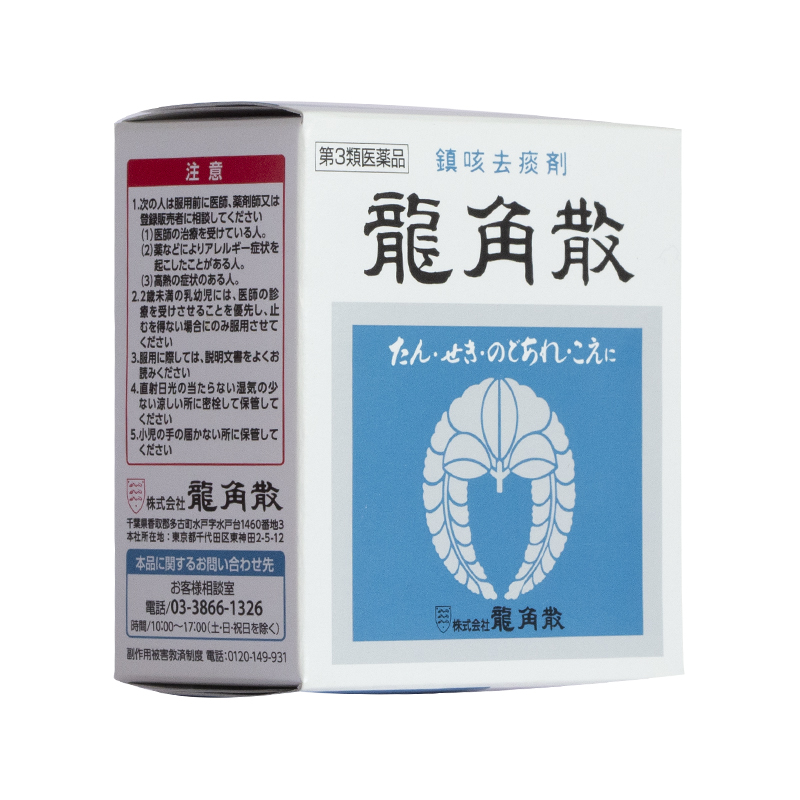 注意
1.次の人は服用前に医師、薬剤師又は
登録販売者に相談してください
(1)医師の治療を受けている人。
(2)薬などによりアレルギー症状を
起こしたことがある人。
(3)高熱の症状のある人。
2.2歳未満の乳幼児には、医師の診
療を受けさせることを優先し、止
むを得ない場合にのみ服用させて
ください
3.服用に際しては、説明文書をよくお
読みください
4.直射日光の当たらない湿気の少
ない涼しい所に密栓して保管して
ください
5.小児の手の届かない所に保管して
ください
株式会社 龍角散
千葉県香取郡多古町水戸字水戸台1460番地3
本社所在地:東京都千代田区東神田2-5-12
本品に関するお問い合わせ先
お客様相談室
電話/03-3866-1326
時間/10:00~17:00(土・日・祝日を除く)
副作用被害救済制度 電話:0120-149-931
第3類医薬品 鎮咳去痰剤
龍角散
たん・せき・のどあれ・こえに
株式会社 龍角散